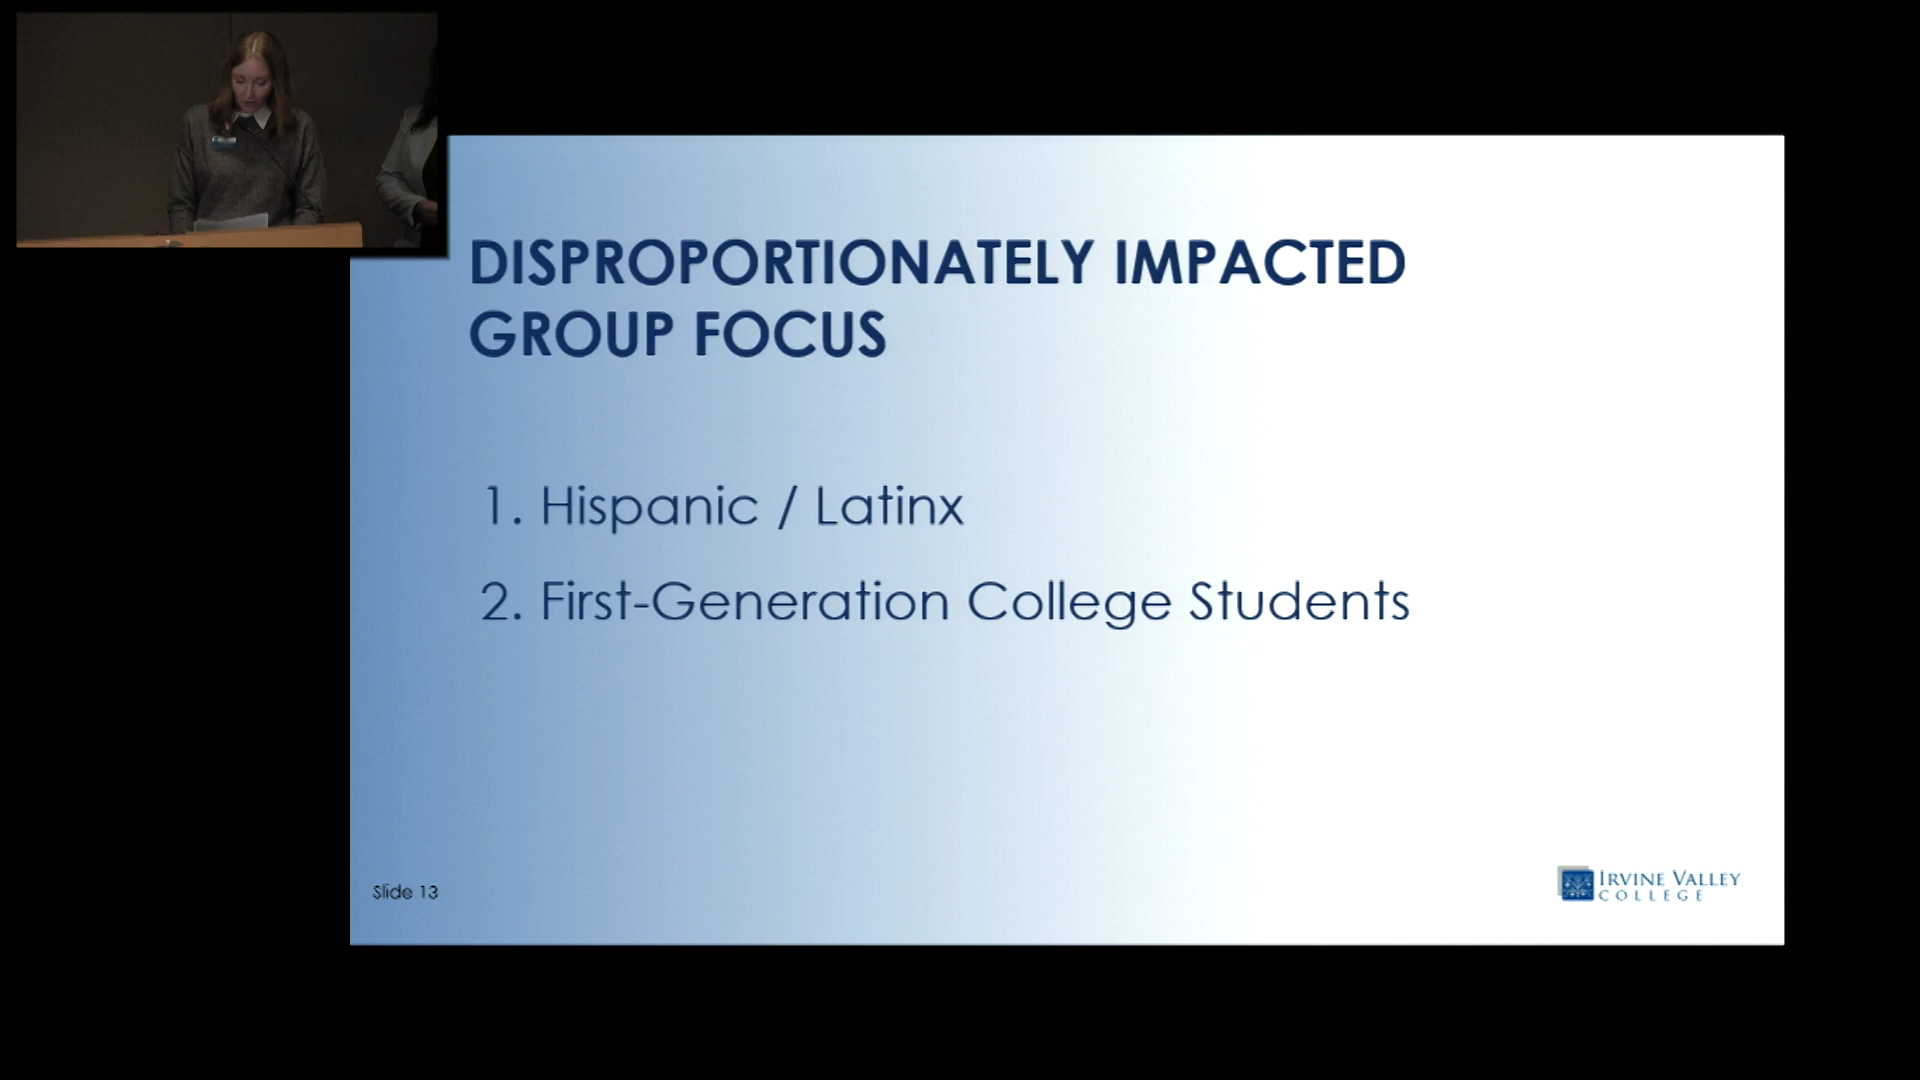 DISPROPORTIONATELY IMPACTED
GROUP FOCUS
1. Hispanic / Latinx
2. First-Generation College Students
Slide 13
IRVINE VALLEY
COLLEGE